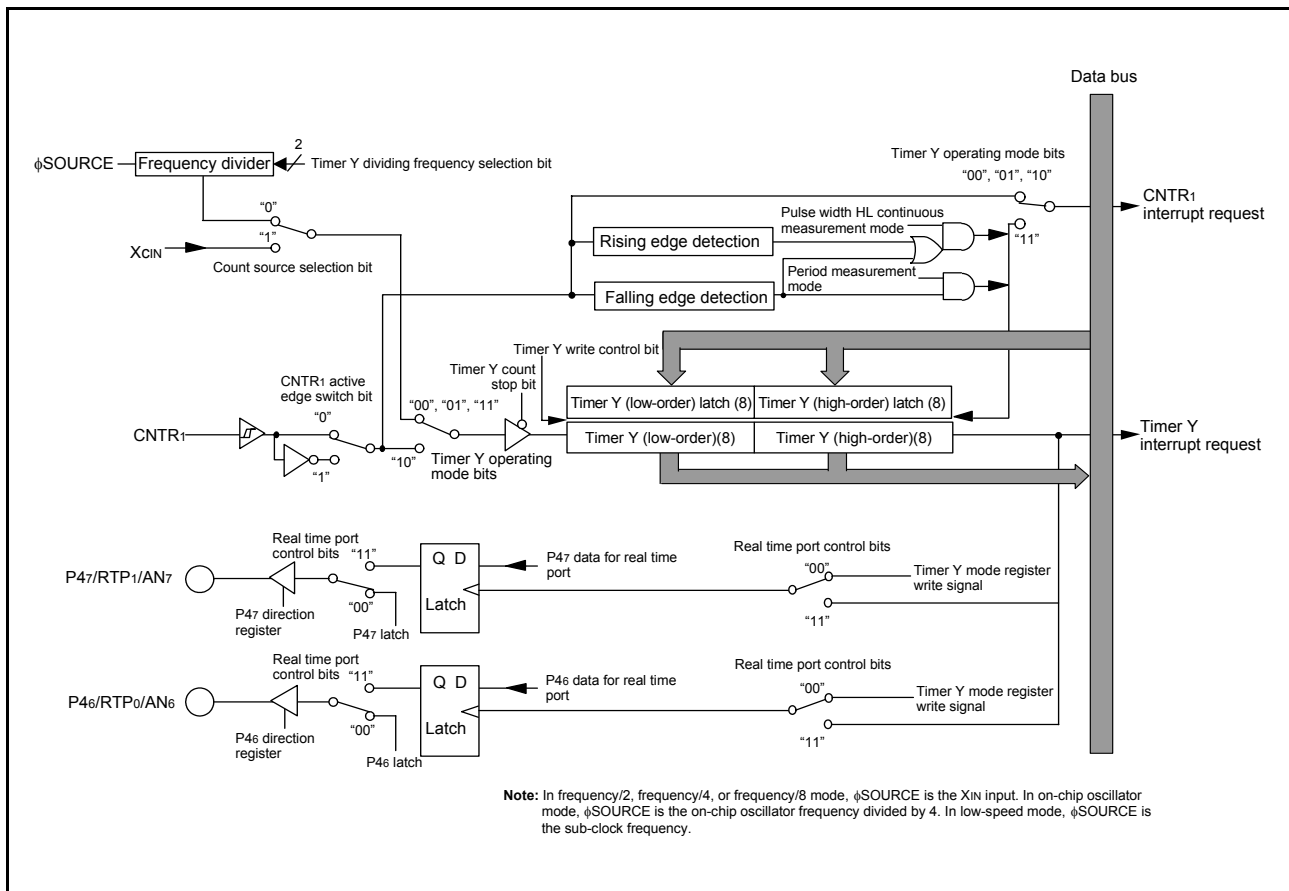 Data bus
2
φSOURCE
Frequency divider
Timer Y dividing frequency selection bit
Timer Y operating mode bits
“00”, “01”, “10”
CNTR1
interrupt request
“0”
“1”
XCIN
Count source selection bit
Pulse width HL continuous
measurement mode
“11”
Rising edge detection
Period measurement
mode
Falling edge detection
Timer Y write control bit
Timer Y count
stop bit
CNTR1 active
edge switch bit
“00”, “01”, “11”
Timer Y (low-order) latch (8)
Timer Y (high-order) latch (8)
“0”
CNTR1
Timer Y (low-order)(8)
Timer Y (high-order)(8)
Timer Y
interrupt request
“10”
Timer Y operating
mode bits
“1”
Real time port
control bits
“11”
Q D
P47 data for real time
port
Real time port control bits
“00”
Timer Y mode register
write signal
P47/RTP1/AN7
“00”
Latch
“11”
P47 direction
register
P47 latch
Real time port
control bits
“11”
Q D
P46 data for real time
port
Real time port control bits
“00”
Timer Y mode register
write signal
P46/RTP0/AN6
“00”
Latch
“11”
P46 direction
register
P46 latch
Note: In frequency/2, frequency/4, or frequency/8 mode, φSOURCE is the XIN input. In on-chip oscillator
mode, φSOURCE is the on-chip oscillator frequency divided by 4. In low-speed mode, φSOURCE is
the sub-clock frequency.